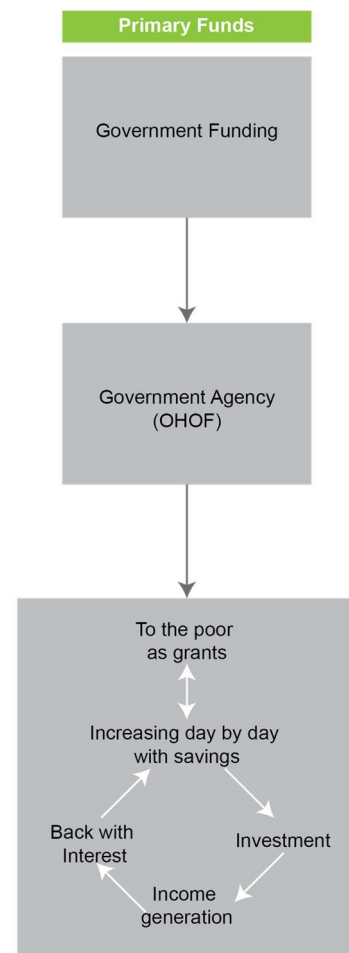 Primary Funds
Government Funding
Government Agency
(OHOF)
To the poor
as grants
Increasing day by day
with savings
Back with
Interest
Investment
Income
generation